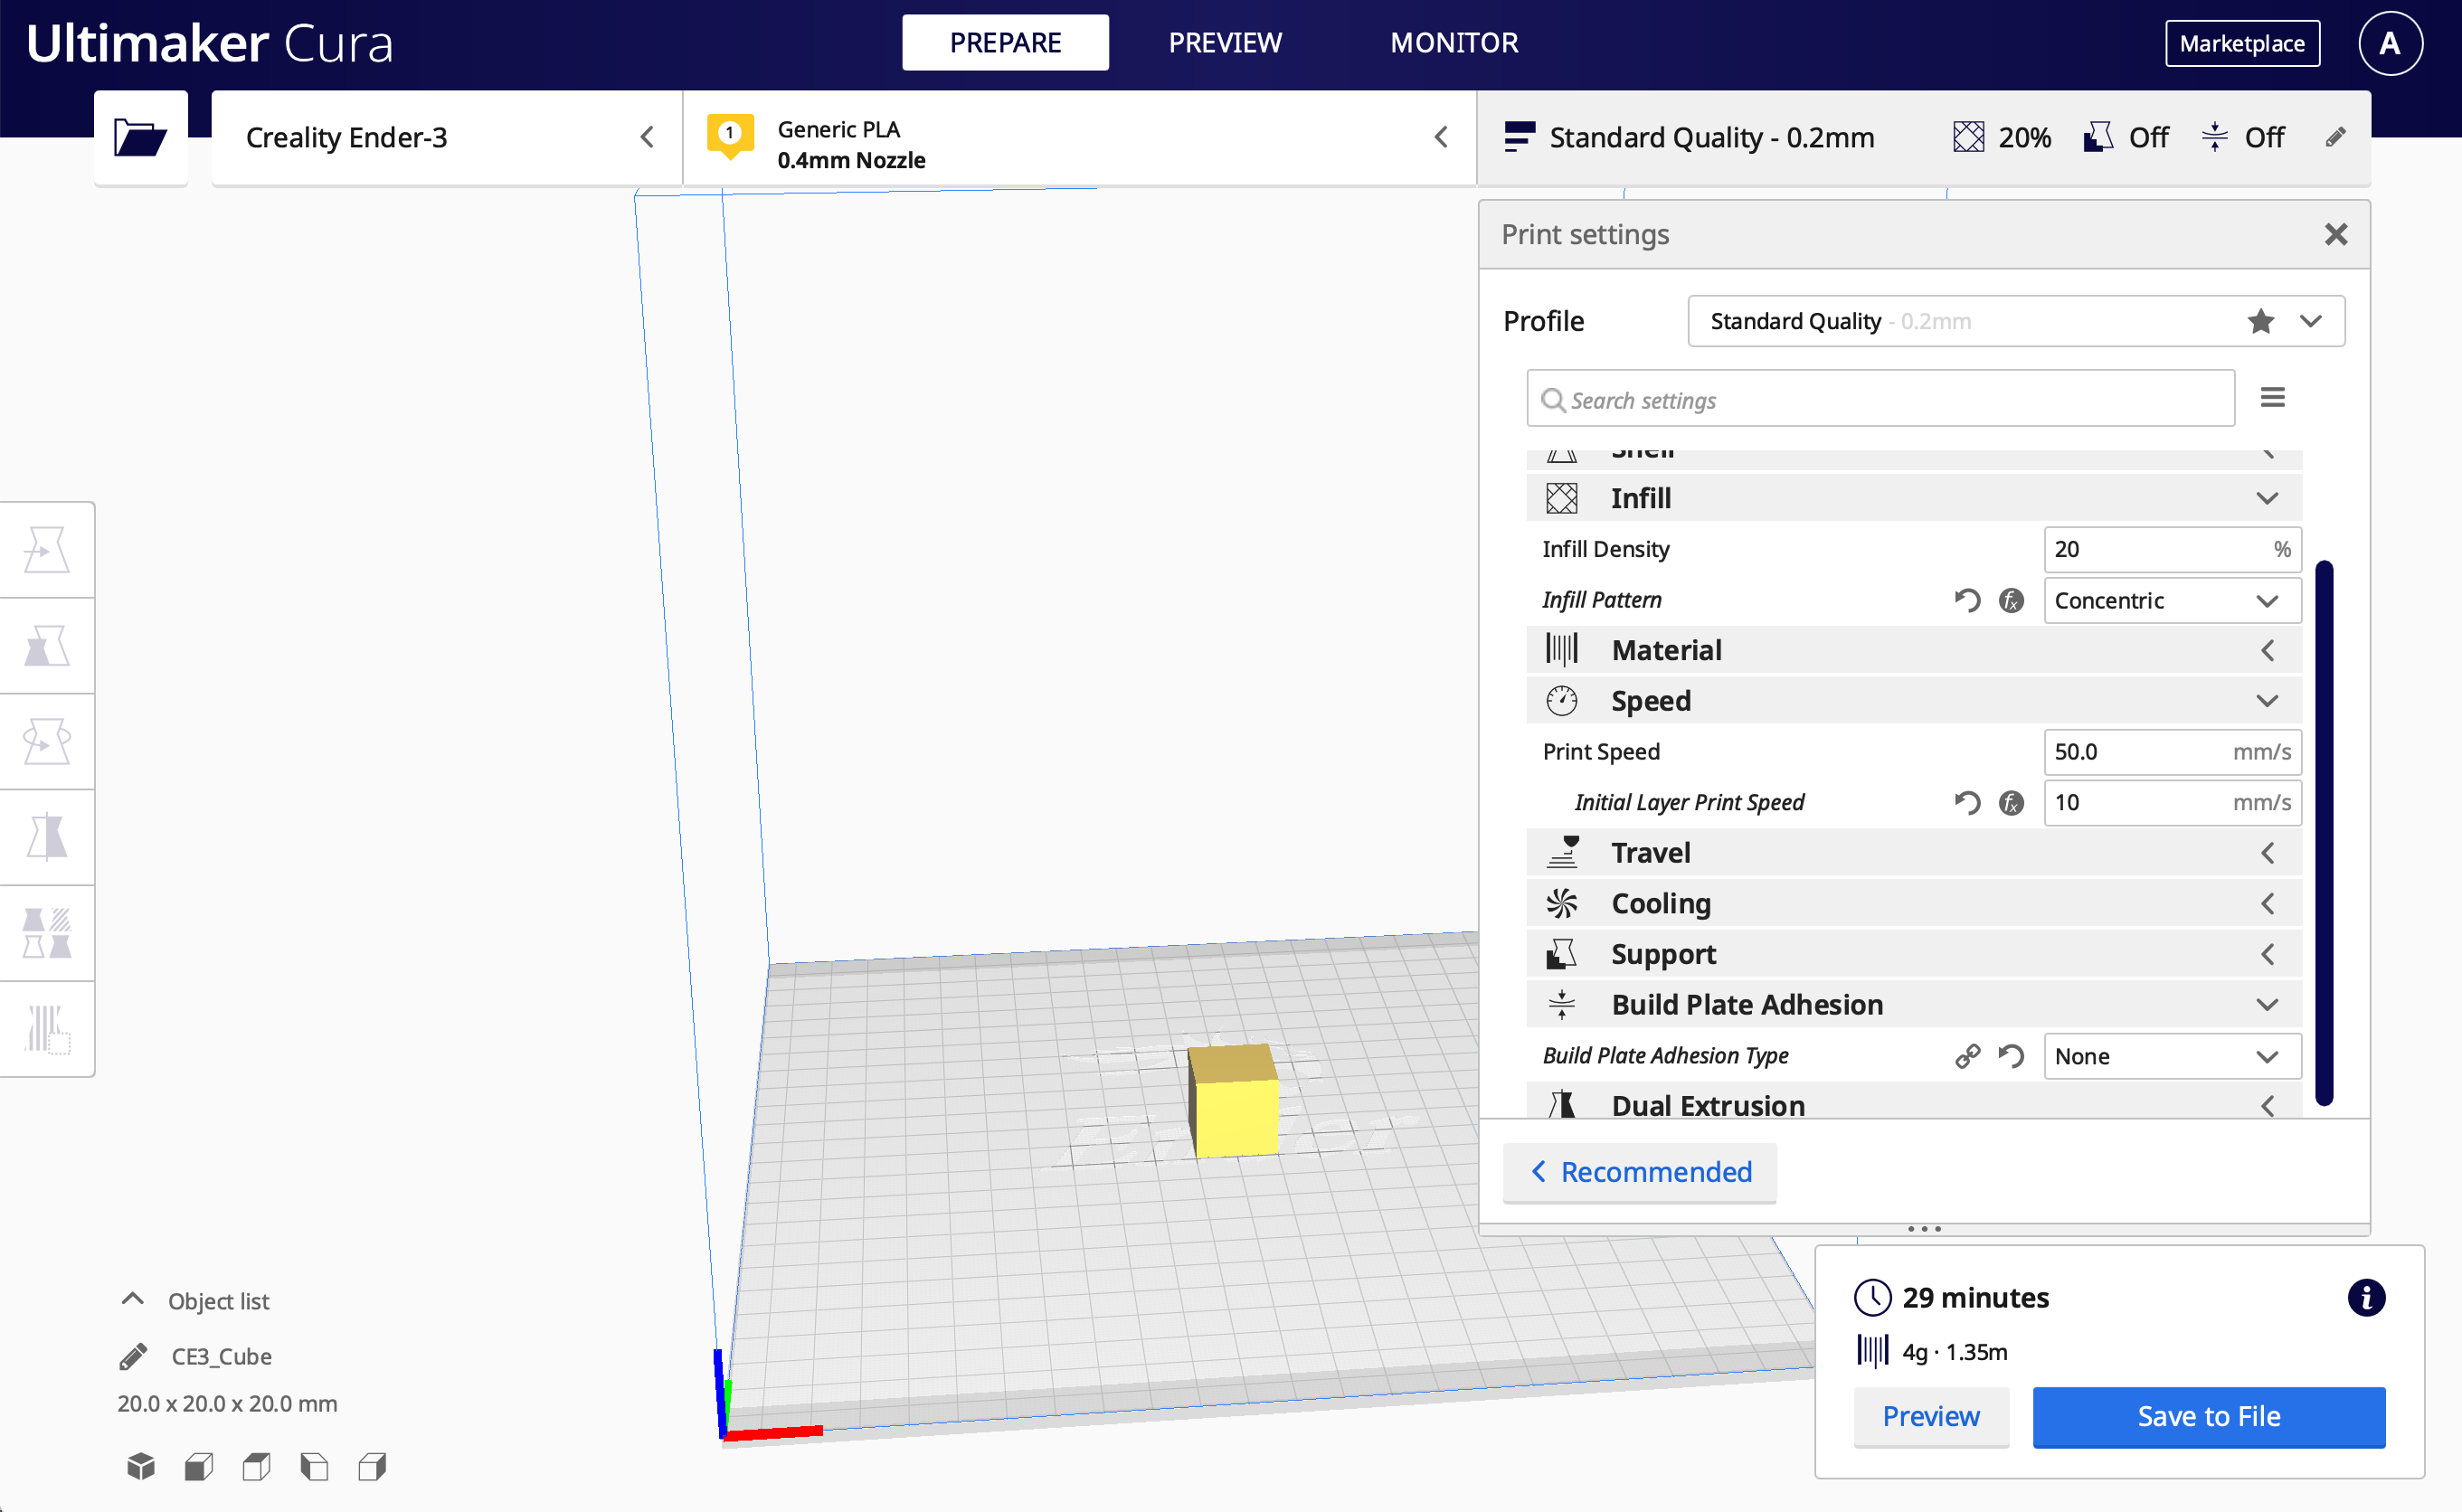 Ultimaker Cura
PREPARE PREVIEW MONITOR
Marketplace A
Creality Ender-3
1 Generic PLA
0.4mm Nozzle
Standard Quality - 0.2mm 20% Off Off
Print settings
Profile Standard Quality - 0.2mm
Search settings
Shell
Infill
Infill Density 20 %
Infill Pattern fx Concentric
Material
Speed
Print Speed 50.0 mm/s
Initial Layer Print Speed fx 10 mm/s
Travel
Cooling
Support
Build Plate Adhesion
Build Plate Adhesion Type None
Dual Extrusion
Recommended
Object list
CE3_Cube
20.0 x 20.0 x 20.0 mm
29 minutes i
4g · 1.35m
Preview Save to File